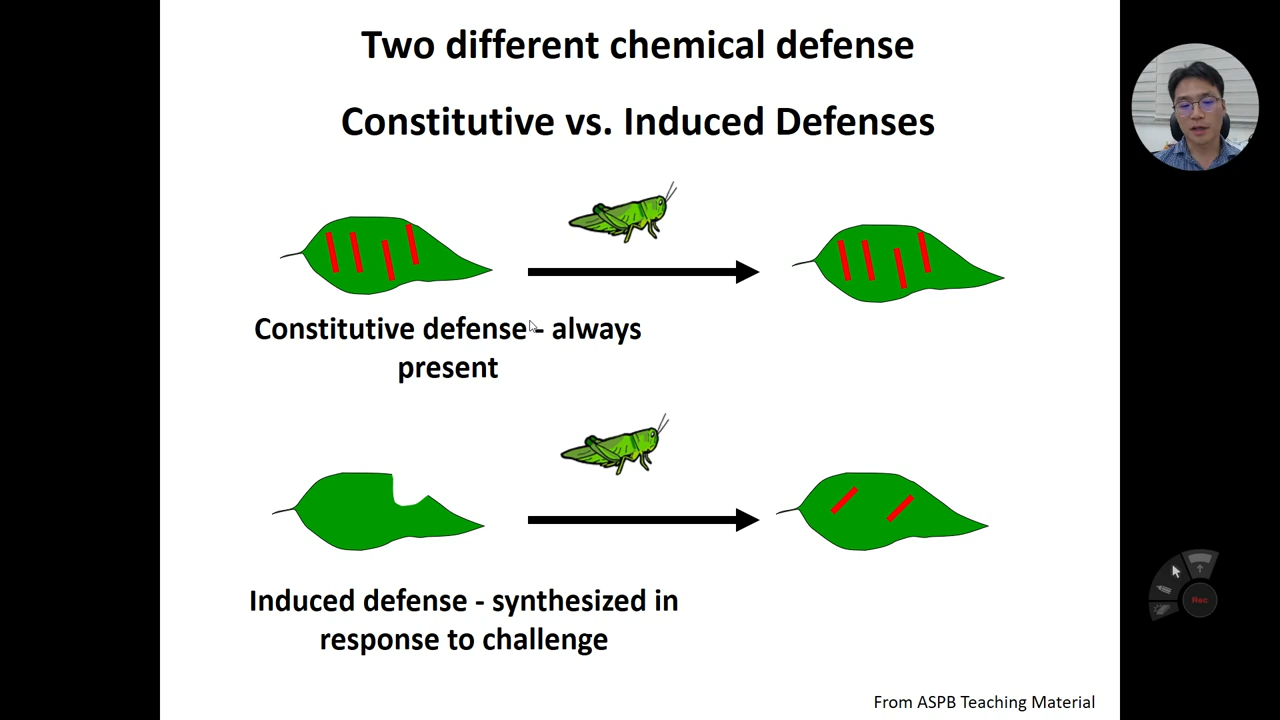 Two different chemical defense
Constitutive vs. Induced Defenses
Constitutive defense - always
present
Induced defense - synthesized in
response to challenge
From ASPB Teaching Material
Rec